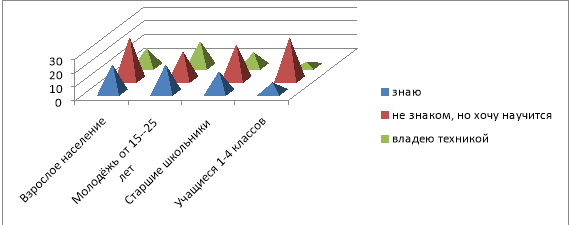 30
20
10
0
Взрослое население
Молодёжь от 15--25
лет
Старшие школьники
Учащиеся 1-4 классов
знаю
не знаком, но хочу научится
владею техникой